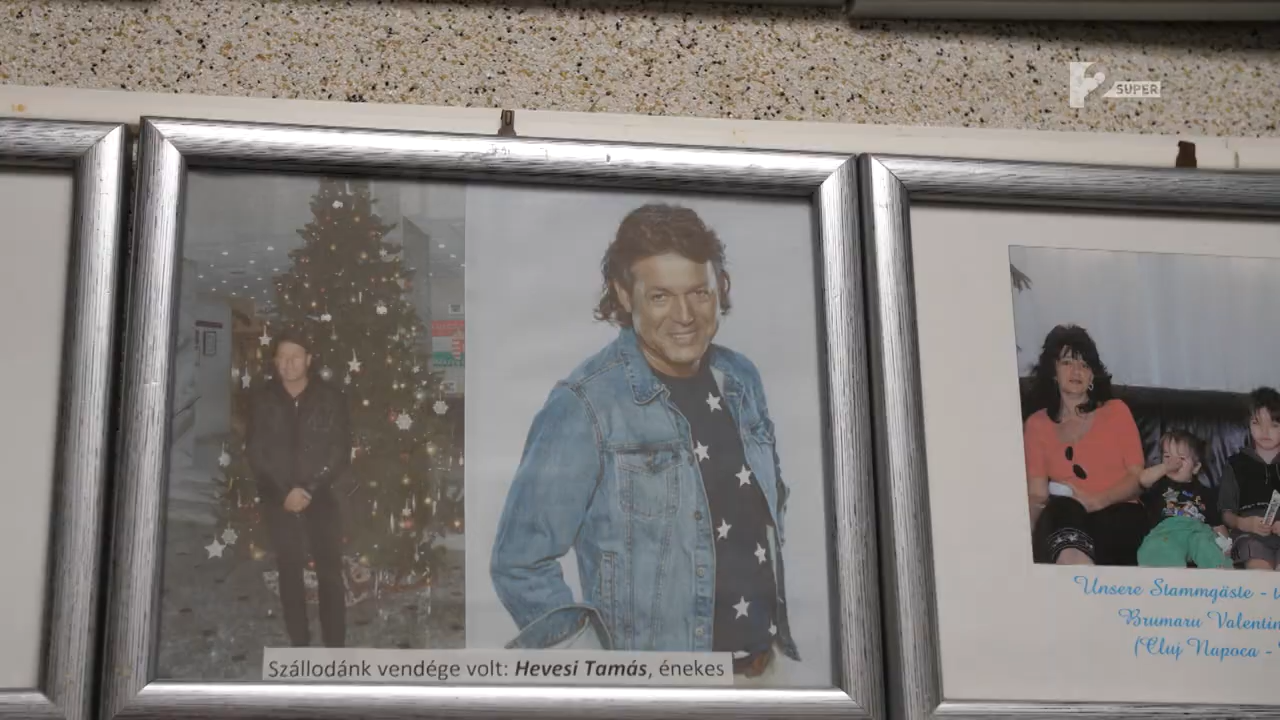 SUPER
Szállodánk vendége volt: Hevesi Tamás, énekes
Unsere Stammgäste -
Brumaru Valentin
(Cluj Napoca -